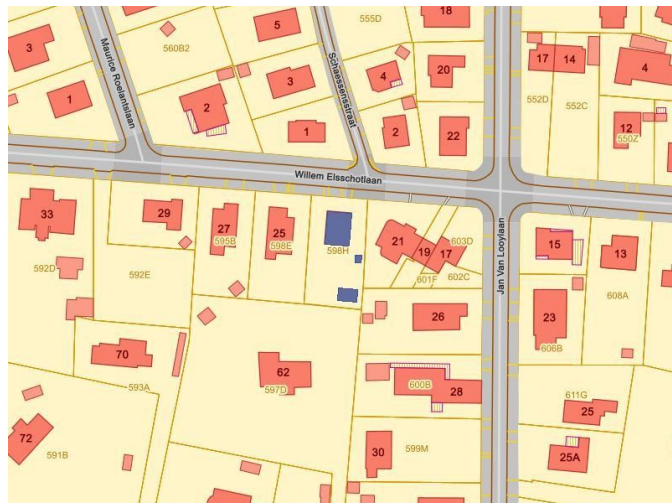 18
555D
5
3
560B2
Maurice Roelantslaan
Schaessensstraat
17
14
4
20
4
3
1
2
552D
552C
12
550Z
1
2
22
Willem Elsschotlaan
33
29
27
595B
25
598E
598H
21
19
17
603D
601F
602C
Jan Van Looylaan
15
13
592D
592E
608A
26
23
606B
70
593A
62
597D
600B
28
611G
25
72
591B
30
599M
25A